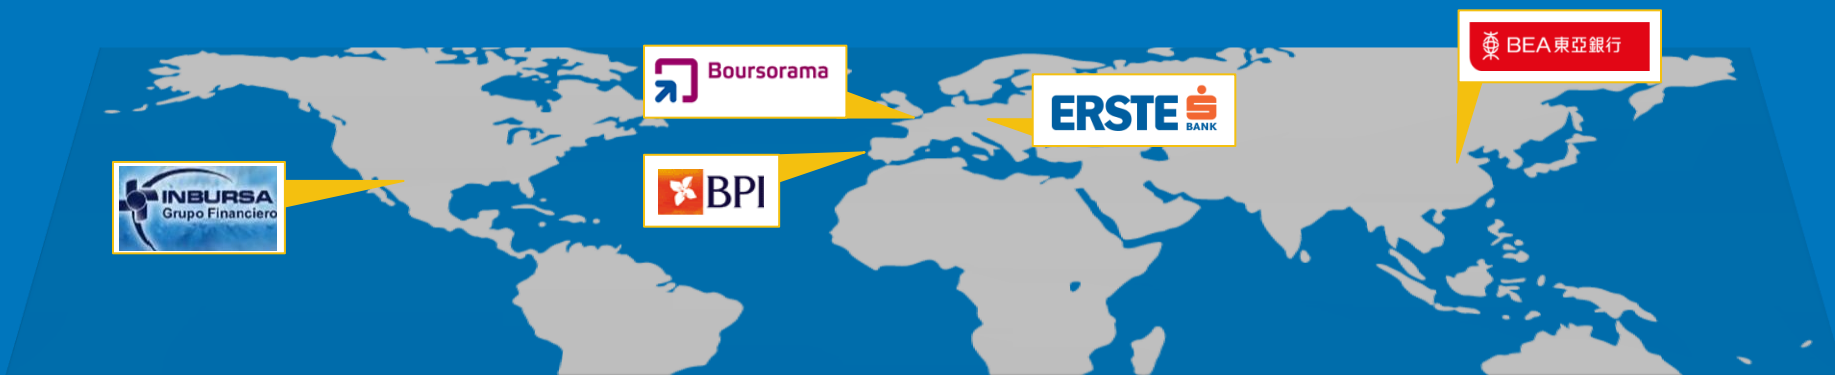 BEA東亞銀行
Boursorama
ERSTE
BANK
BPI
INBURSA
Grupo Financiero